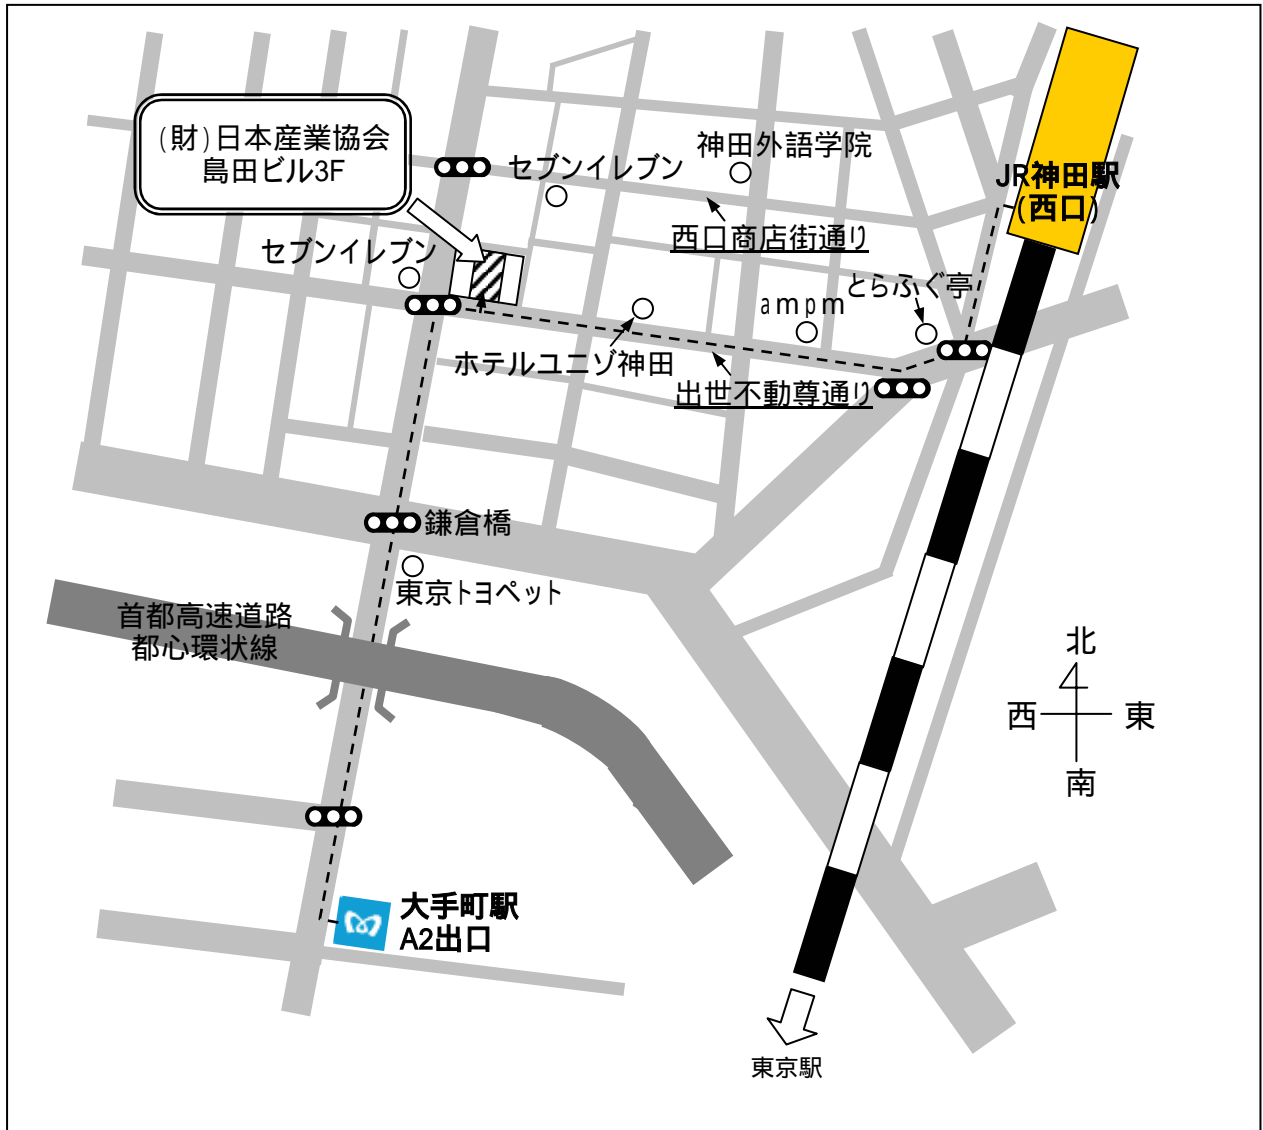 (財)日本産業協会
島田ビル3F
セブンイレブン
神田外語学院
JR神田駅
(西口)
西口商店街通り
セブンイレブン
ampm
とらふぐ亭
ホテルユニゾ神田
出世不動尊通り
鎌倉橋
東京トヨペット
首都高速道路
都心環状線
北
西
東
南
大手町駅
A2出口
東京駅